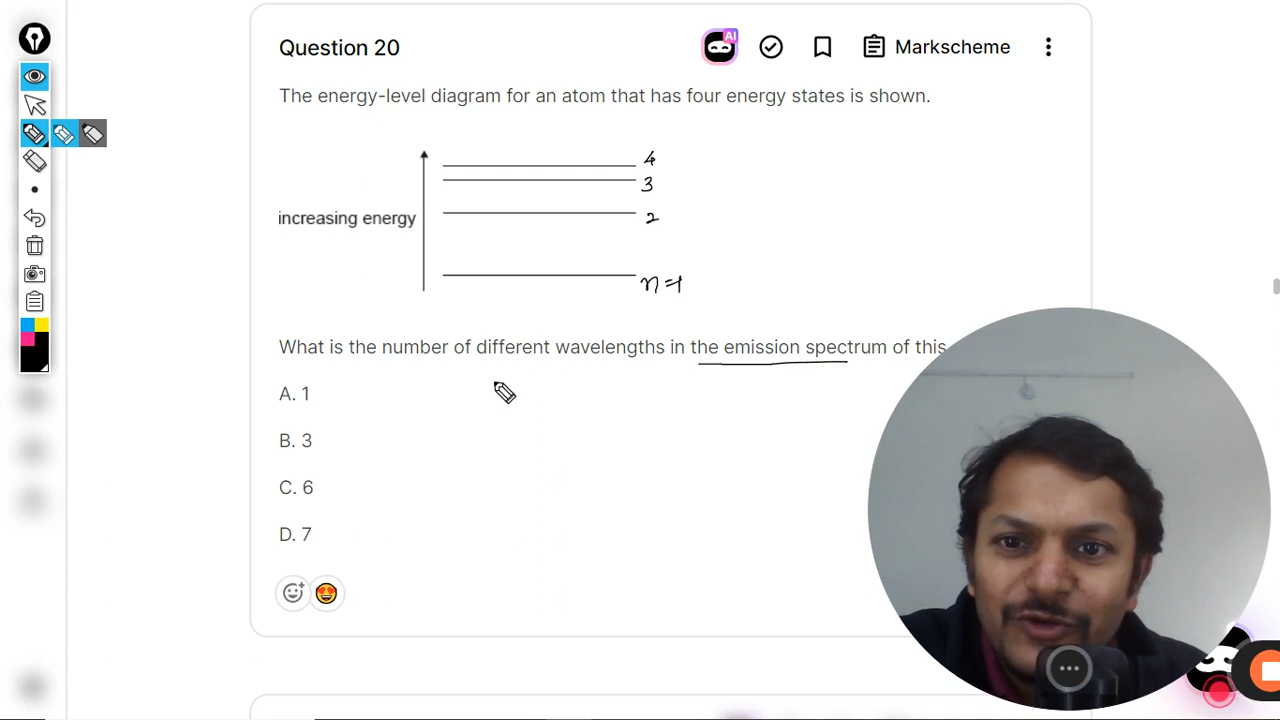 Question 20
AI
Markscheme
The energy-level diagram for an atom that has four energy states is shown.
4
3
increasing energy
2
n=1
What is the number of different wavelengths in the emission spectrum of this
A. 1
B. 3
C. 6
D. 7